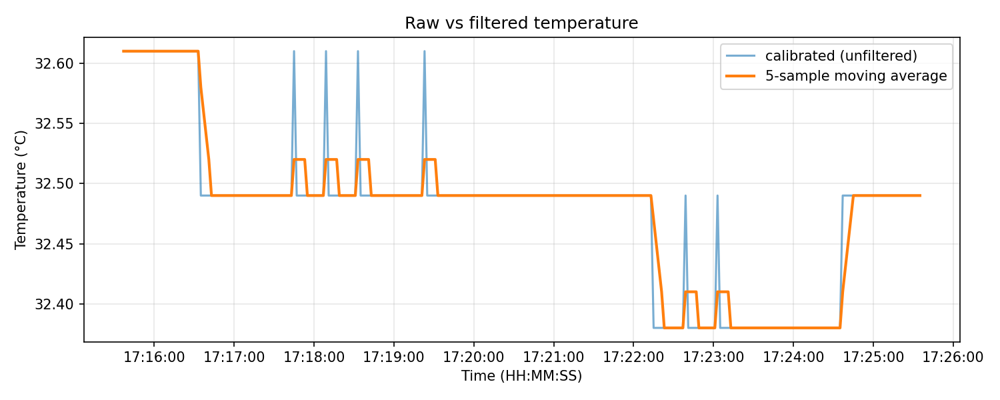 Raw vs filtered temperature
calibrated (unfiltered)
5-sample moving average
Temperature (°C)
32.60
32.55
32.50
32.45
32.40
17:16:00 17:17:00 17:18:00 17:19:00 17:20:00 17:21:00 17:22:00 17:23:00 17:24:00 17:25:00 17:26:00
Time (HH:MM:SS)